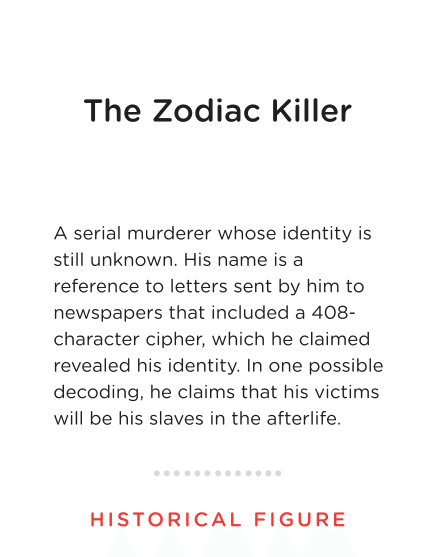 The Zodiac Killer
A serial murderer whose identity is
still unknown. His name is a
reference to letters sent by him to
newspapers that included a 408-
character cipher, which he claimed
revealed his identity. In one possible
decoding, he claims that his victims
will be his slaves in the afterlife.
HISTORICAL FIGURE